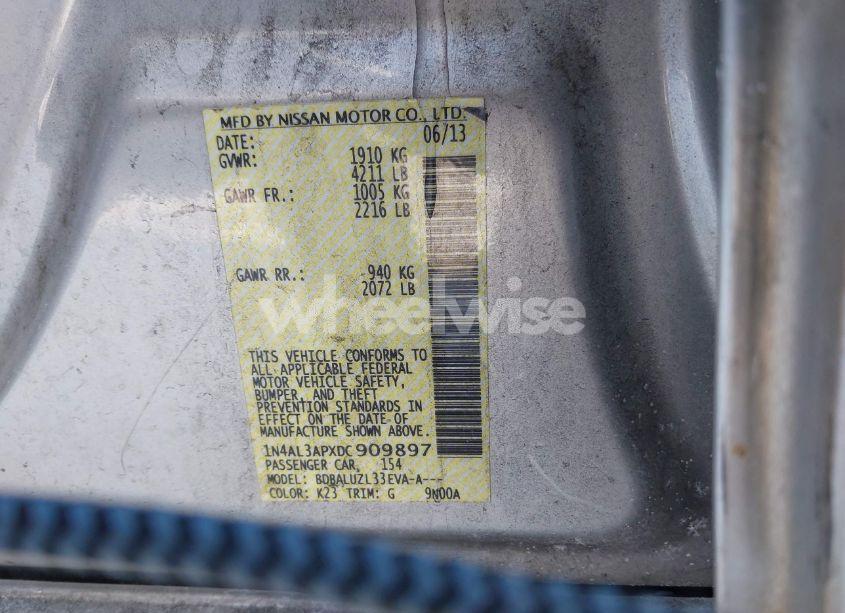 MFD BY NISSAN MOTOR CO., LTD.
DATE: 06/13
GVWR: 1910 KG
4211 LB
GAWR FR.: 1005 KG
2216 LB
GAWR RR.: 940 KG
2072 LB
wheelwise
THIS VEHICLE CONFORMS TO
ALL APPLICABLE FEDERAL
MOTOR VEHICLE SAFETY,
BUMPER, AND THEFT
PREVENTION STANDARDS IN
EFFECT ON THE DATE OF
MANUFACTURE SHOWN ABOVE.
1N4AL3APXDC909897
PASSENGER CAR, 154
MODEL: BDBALUZL33EVA-A---
COLOR: K23 TRIM: G 9N00A